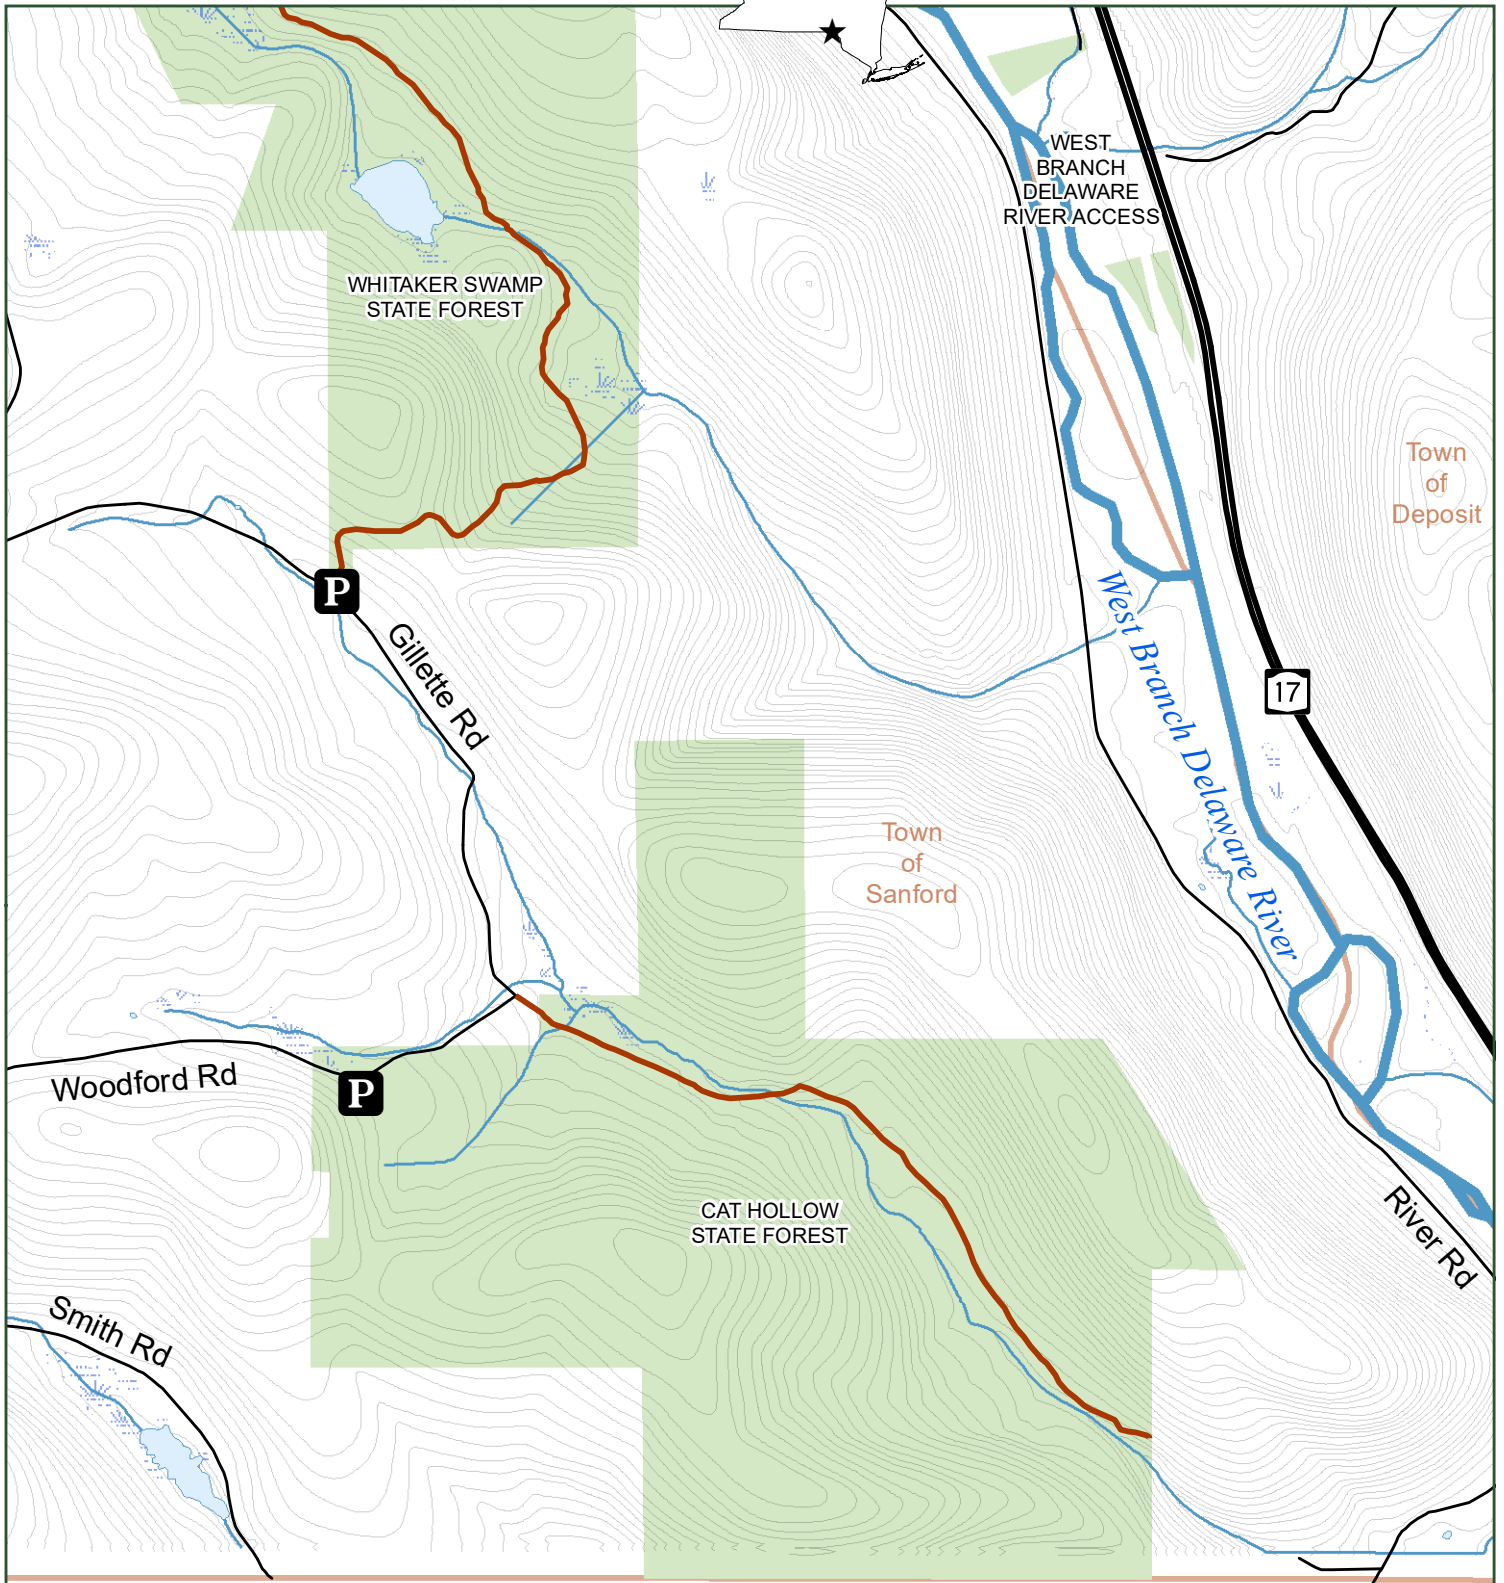 WEST
BRANCH
DELAWARE
RIVER ACCESS
WHITAKER SWAMP
STATE FOREST
Town
of
Deposit
P
Gillette Rd
West Branch Delaware River
17
Town
of
Sanford
Woodford Rd
P
CAT HOLLOW
STATE FOREST
River Rd
Smith Rd